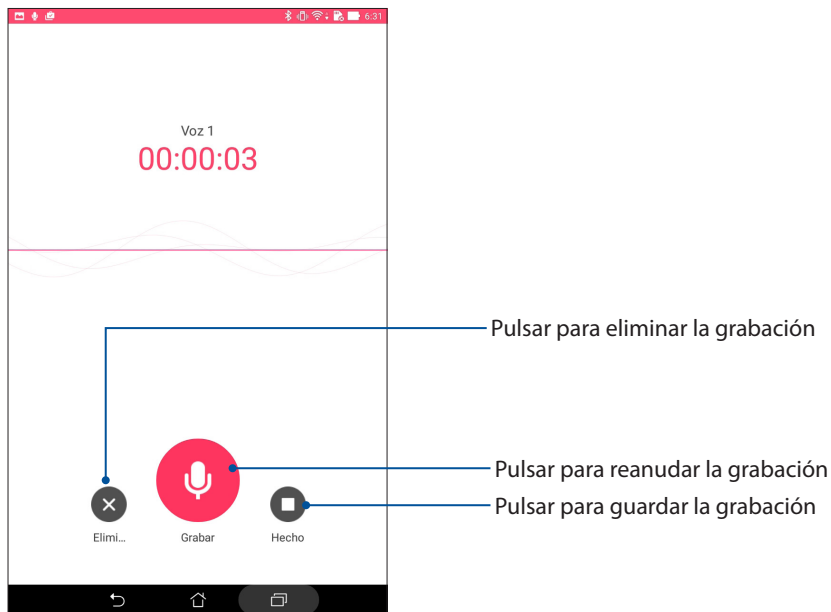 6:31
Voz 1
00:00:03
Pulsar para eliminar la grabación
Pulsar para reanudar la grabación
Pulsar para guardar la grabación
Elimi... Grabar Hecho